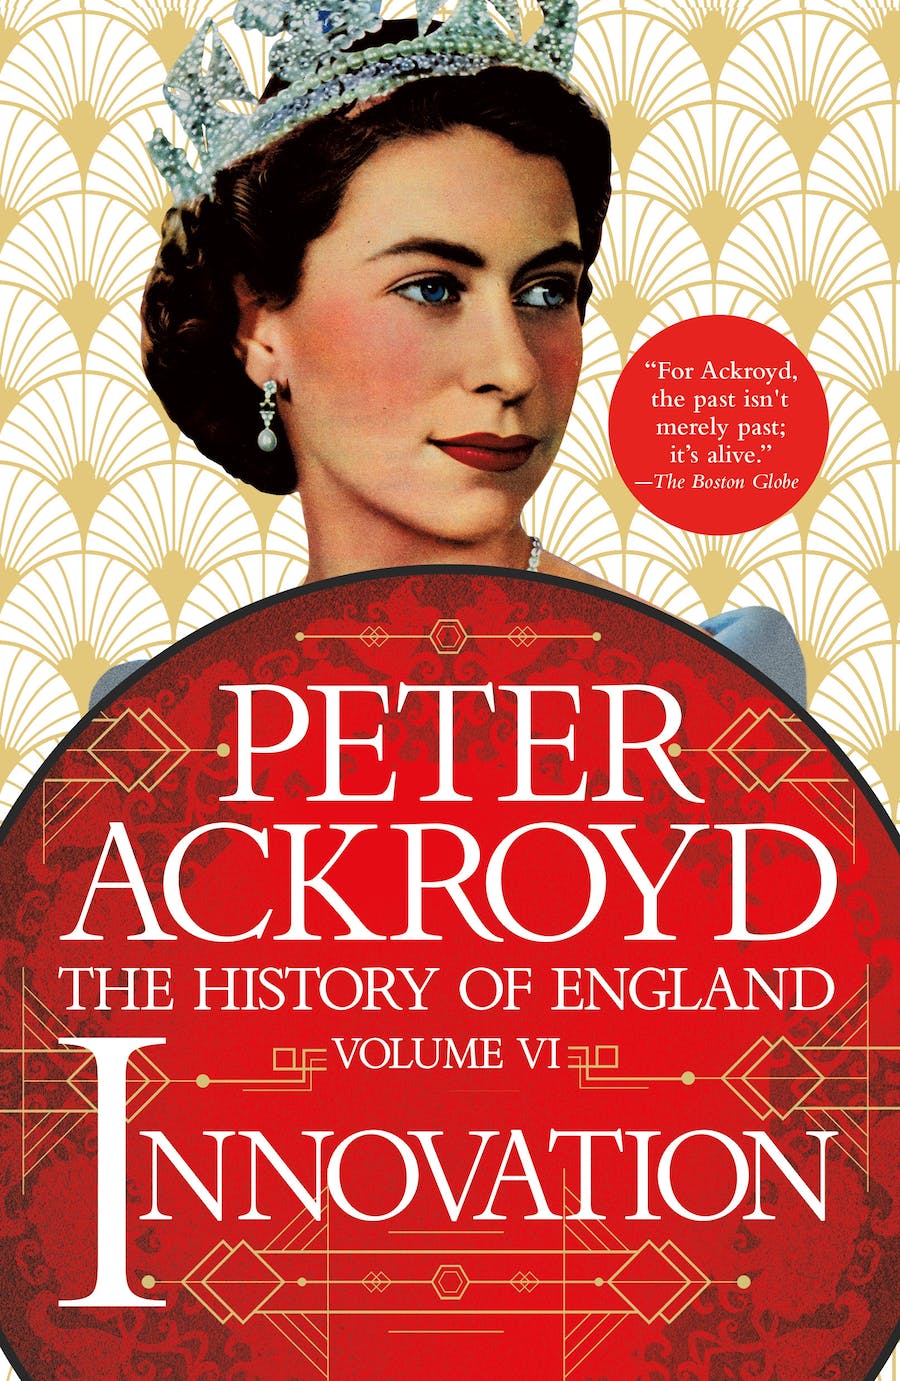 “For Ackroyd,
the past isn't
merely past;
it’s alive.”
—The Boston Globe
PETER
ACKROYD
THE HISTORY OF ENGLAND
VOLUME VI
INNOVATION